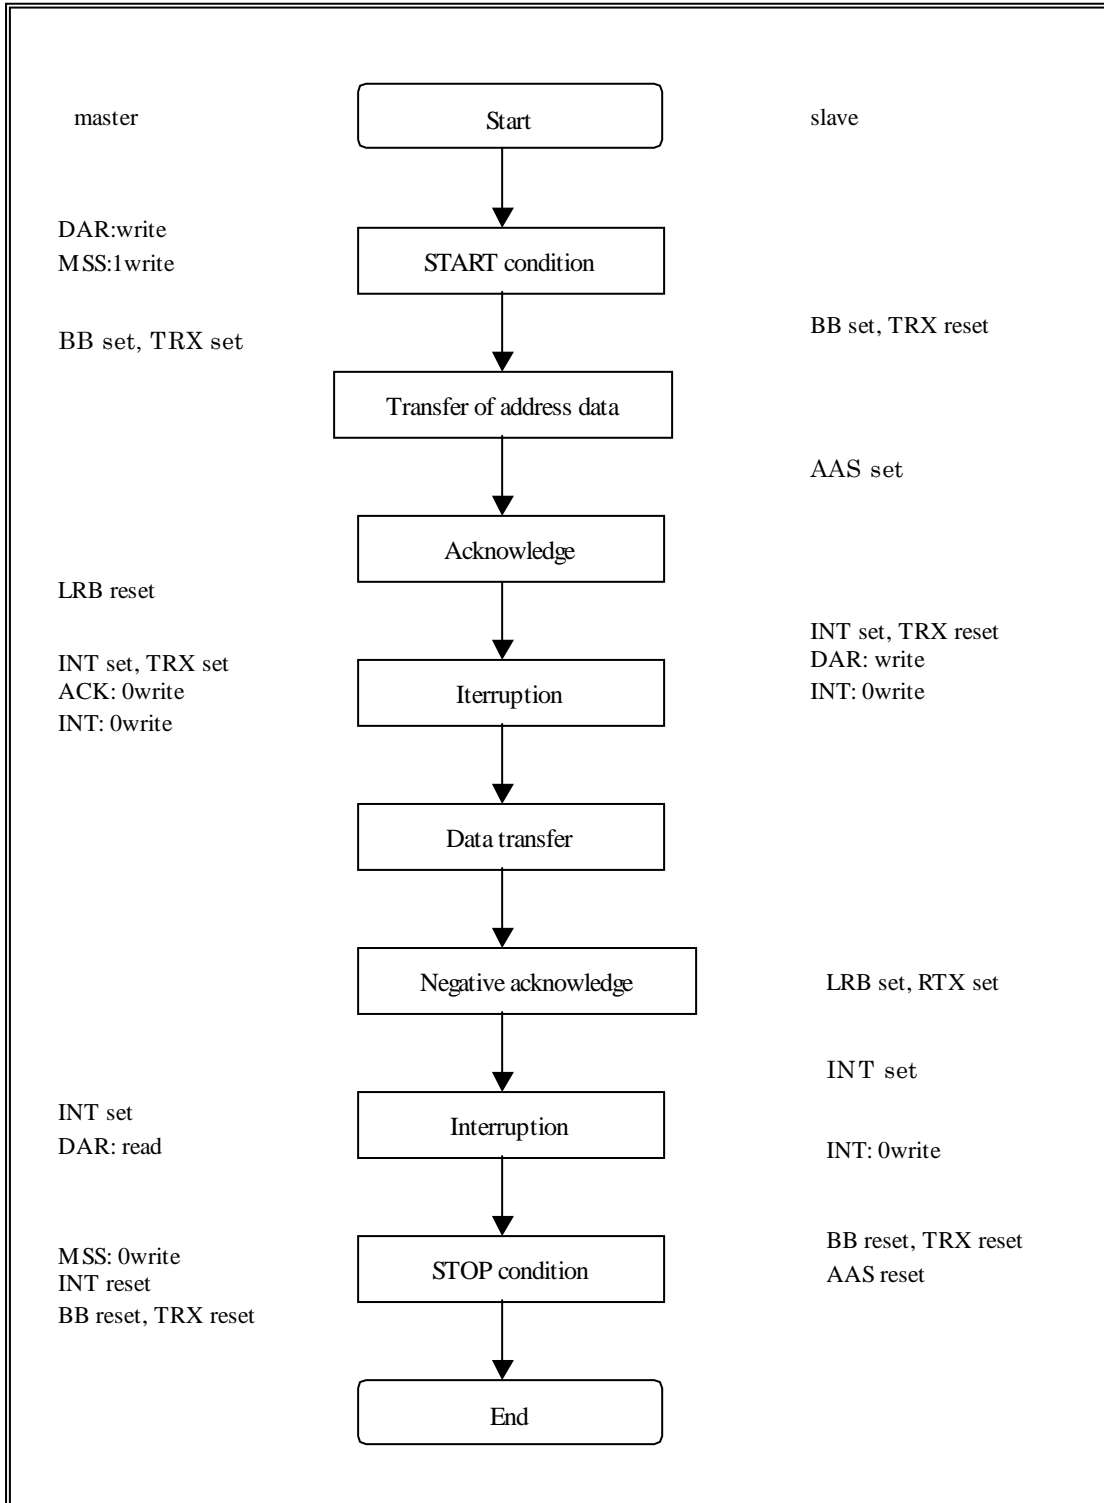 master
Start
slave
DAR:write
MSS:1write
START condition
BB set, TRX set
BB set, TRX reset
Transfer of address data
AAS set
Acknowledge
LRB reset
INT set, TRX reset
INT set, TRX set
DAR: write
ACK: 0write
Iterruption
INT: 0write
INT: 0write
Data transfer
Negative acknowledge
LRB set, RTX set
INT set
INT set
Interruption
DAR: read
INT: 0write
BB reset, TRX reset
MSS: 0write
STOP condition
AAS reset
INT reset
BB reset, TRX reset
End